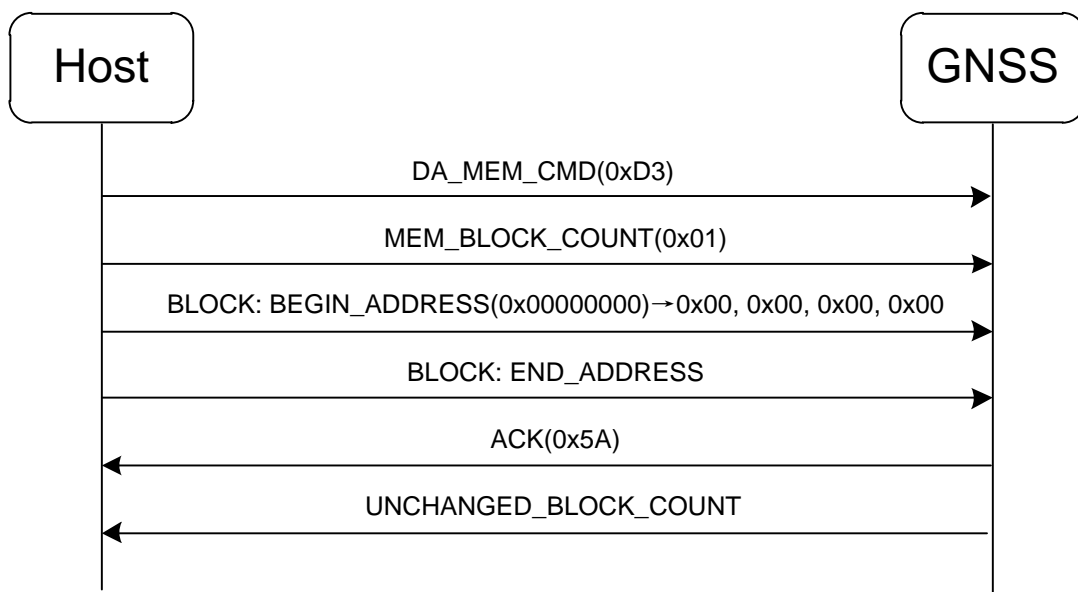 Host
GNSS
DA_MEM_CMD(0xD3)
MEM_BLOCK_COUNT(0x01)
BLOCK: BEGIN_ADDRESS(0x00000000)→0x00, 0x00, 0x00, 0x00
BLOCK: END_ADDRESS
ACK(0x5A)
UNCHANGED_BLOCK_COUNT